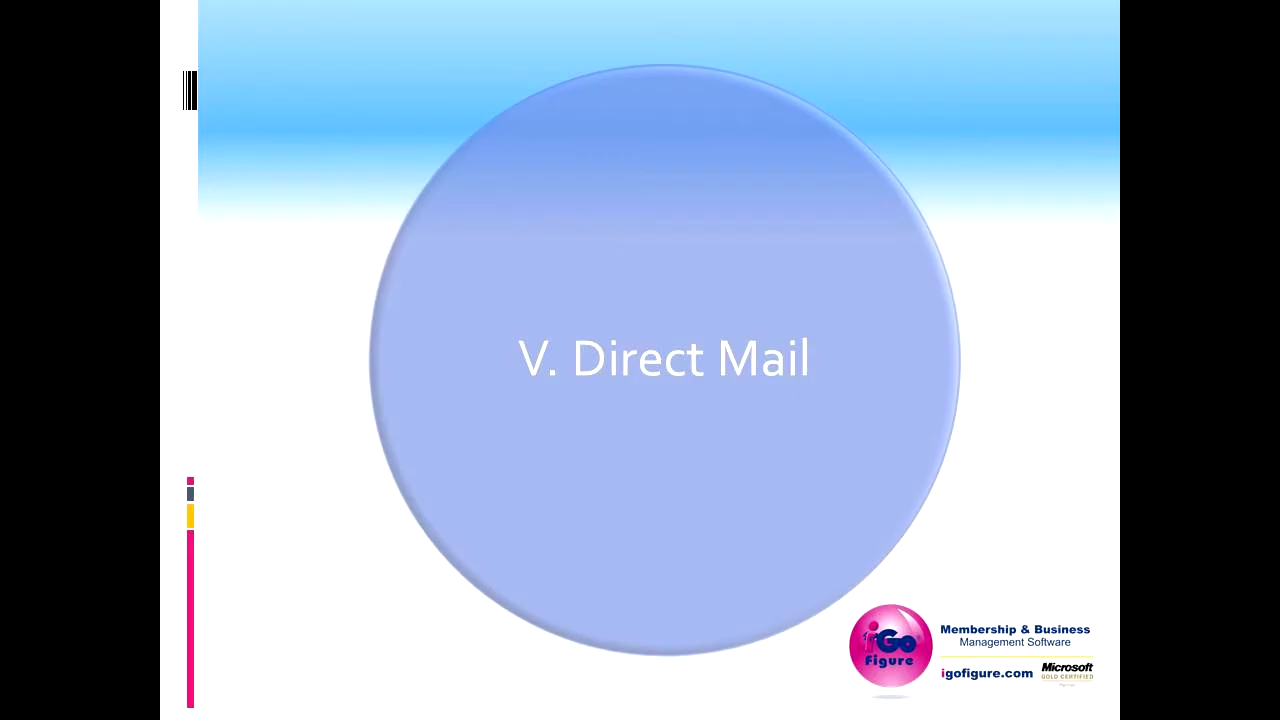 V. Direct Mail
iGo
Figure
Membership & Business
Management Software
igofigure.com
Microsoft
GOLD CERTIFIED